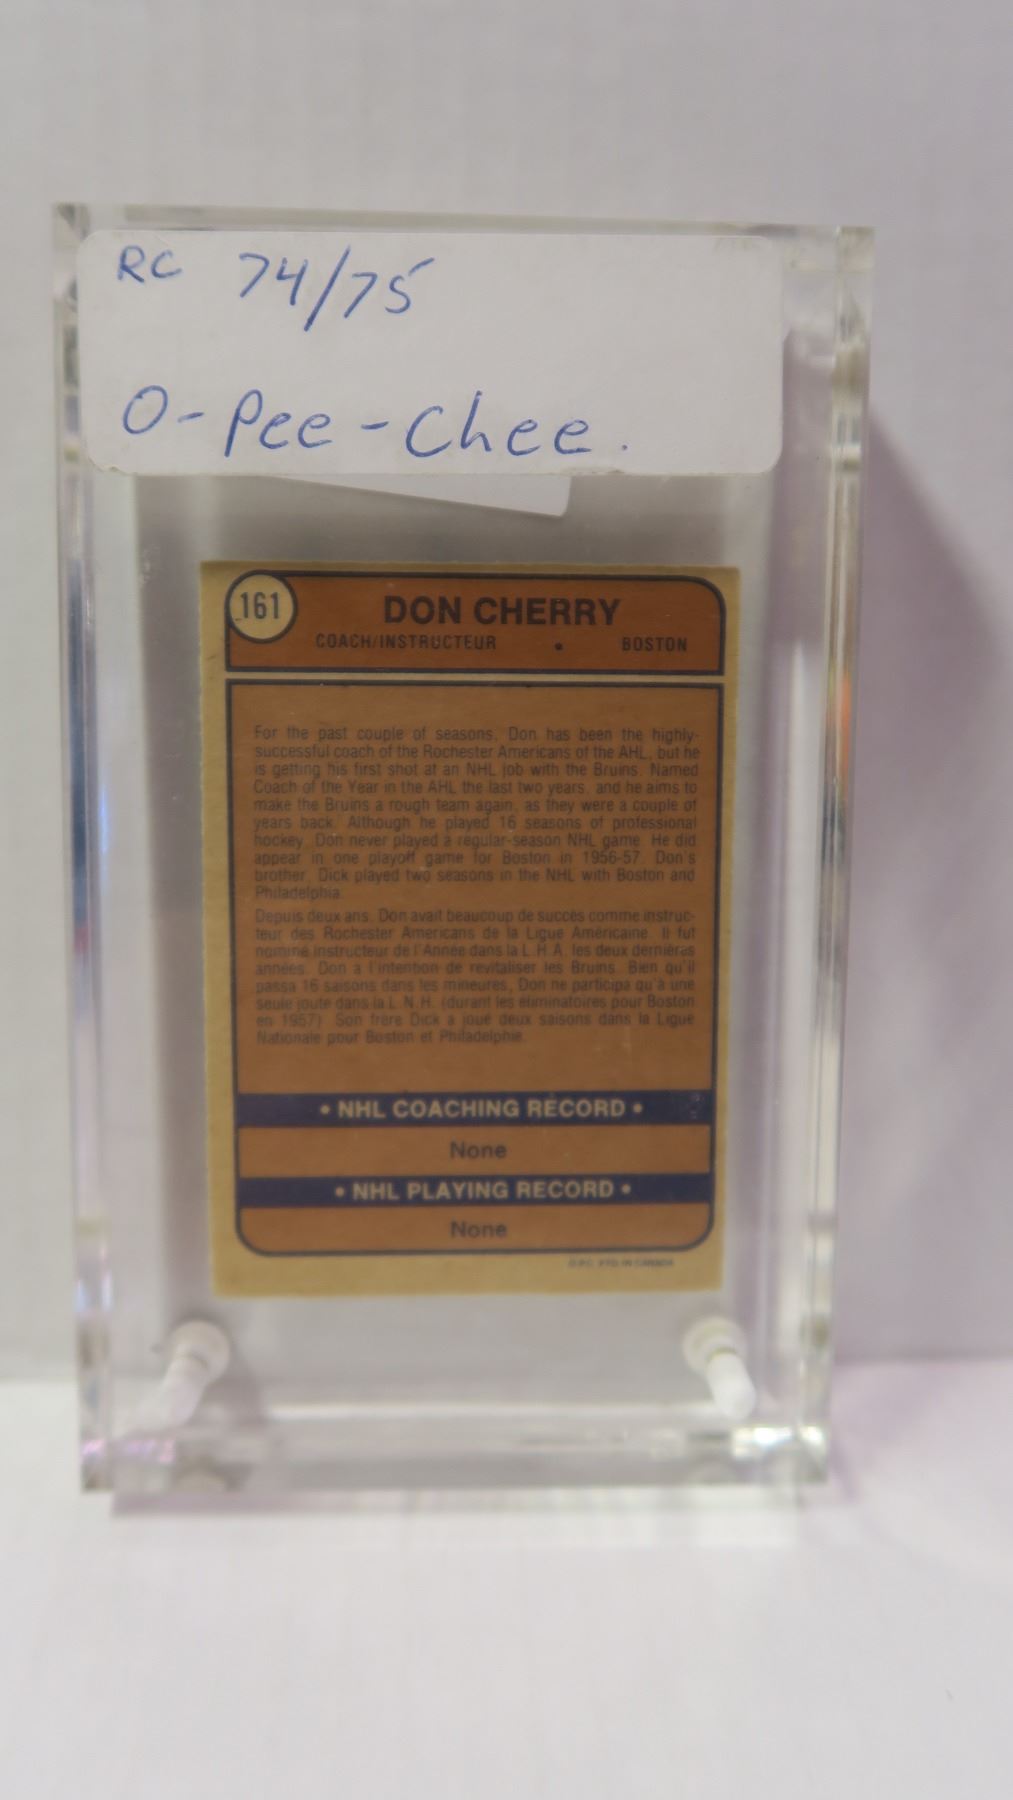 RC 74/75
O-Pee-Chee.
161
DON CHERRY
COACH/INSTRUCTEUR • BOSTON
For the past couple of seasons, Don has been the highly-
successful coach of the Rochester Americans of the AHL, but he
is getting his first shot at an NHL job with the Bruins. Named
Coach of the Year in the AHL the last two years, and he aims to
make the Bruins a rough team again, as they were a couple of
years back. Although he played 16 seasons of professional
hockey, Don never played a regular-season NHL game. He did
appear in one playoff game for Boston in 1956-57. Don's
brother, Dick played two seasons in the NHL with Boston and
Philadelphia.
Depuis deux ans, Don avait beaucoup de succès comme instruc-
teur des Rochester Americans de la Ligue Américaine. Il fut
nommé instructeur de l'Année dans la L.H.A. les deux dernières
années. Don a l'intention de revitaliser les Bruins. Bien qu'il
passa 16 saisons dans les mineures, Don ne participa qu'à une
seule joute dans la L.N.H. (durant les éliminatoires pour Boston
en 1957). Son frère Dick a joué deux saisons dans la Ligue
Nationale pour Boston et Philadelphie.
• NHL COACHING RECORD •
None
• NHL PLAYING RECORD •
None
O.P.C. PTD. IN CANADA